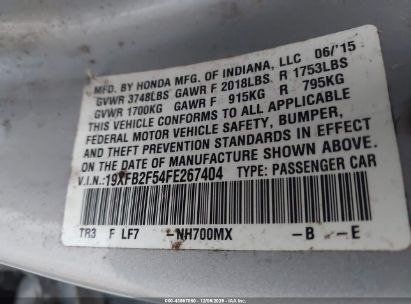 MFD. BY HONDA MFG. OF INDIANA, LLC 06/'15
GVWR 3748LBS GAWR F 2018LBS R 1753LBS
GVWR 1700KG GAWR F 915KG R 795KG
THIS VEHICLE CONFORMS TO ALL APPLICABLE
FEDERAL MOTOR VEHICLE SAFETY, BUMPER,
AND THEFT PREVENTION STANDARDS IN EFFECT
ON THE DATE OF MANUFACTURE SHOWN ABOVE.
V.I.N.:19XFB2F54FE267404 TYPE: PASSENGER CAR
TR3 F LF7 -NH700MX -B -E